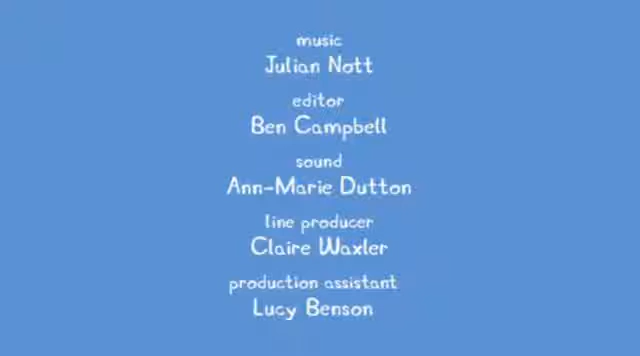 music
Julian Nott
editor
Ben Campbell
sound
Ann-Marie Dutton
line producer
Claire Waxler
production assistant
Lucy Benson